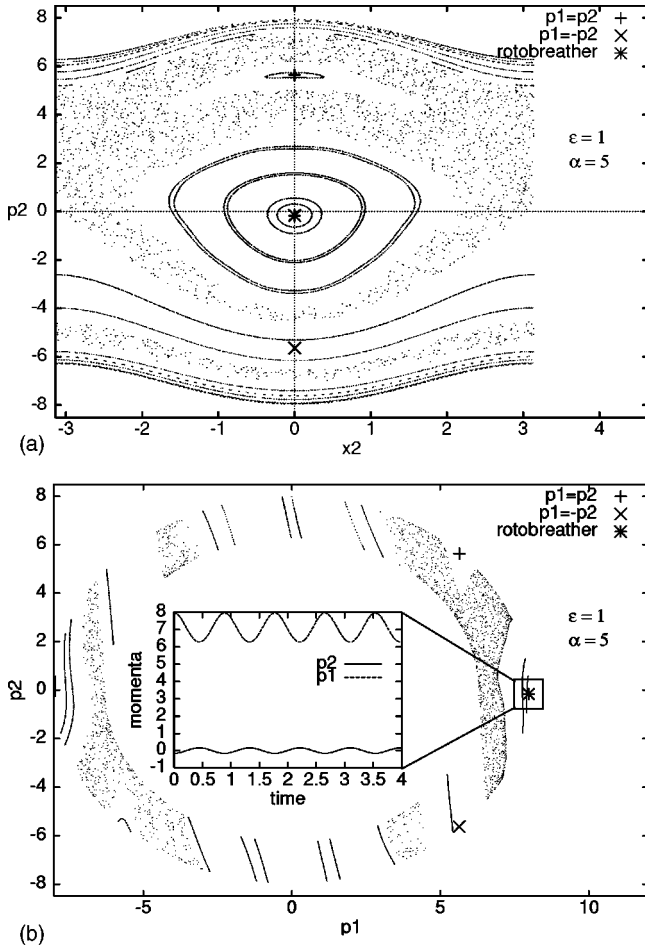 p1=p2 +
p1=-p2 ×
rotobreather ∗
8
6
4
2
0
-2
-4
-6
-8
p2
ε = 1
α = 5
-3 -2 -1 0 1 2 3 4
x2
(a)
8
6
4
2
0
-2
-4
-6
-8
p2
p1=p2 +
p1=-p2 ×
rotobreather ∗
ε = 1
α = 5
8
7
6
5
4
3
2
1
0
-1
momenta
p2
p1
0 0.5 1 1.5 2 2.5 3 3.5 4
time
-5 0 5 10
p1
(b)